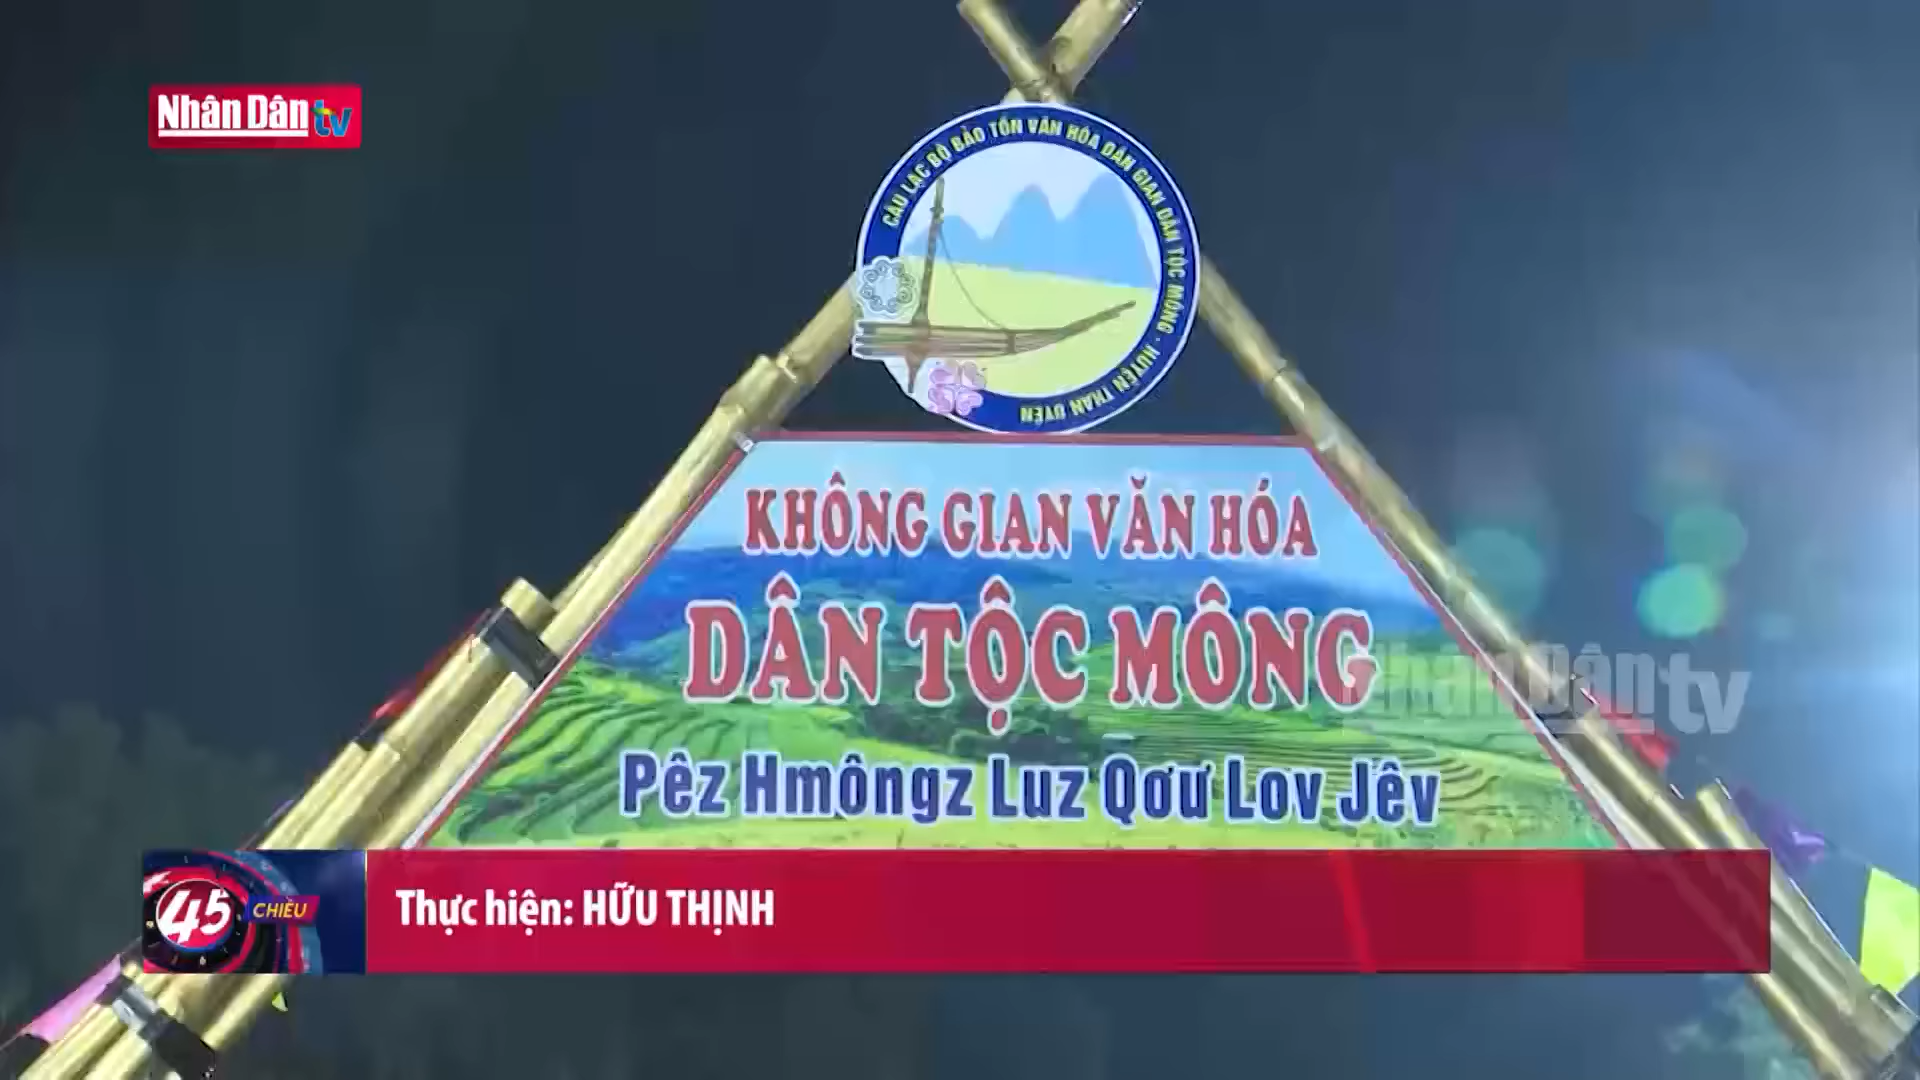 Nhân Dân tv
CÂU LẠC BỘ BẢO TỒN VĂN HÓA DÂN GIAN DÂN TỘC MÔNG - HUYỆN THAN UYÊN
KHÔNG GIAN VĂN HÓA
DÂN TỘC MÔNG
Nhân Dân tv
Pêz Hmôngz Luz Qơư Lov Jêv
45 CHIỀU
Thực hiện: HỮU THỊNH